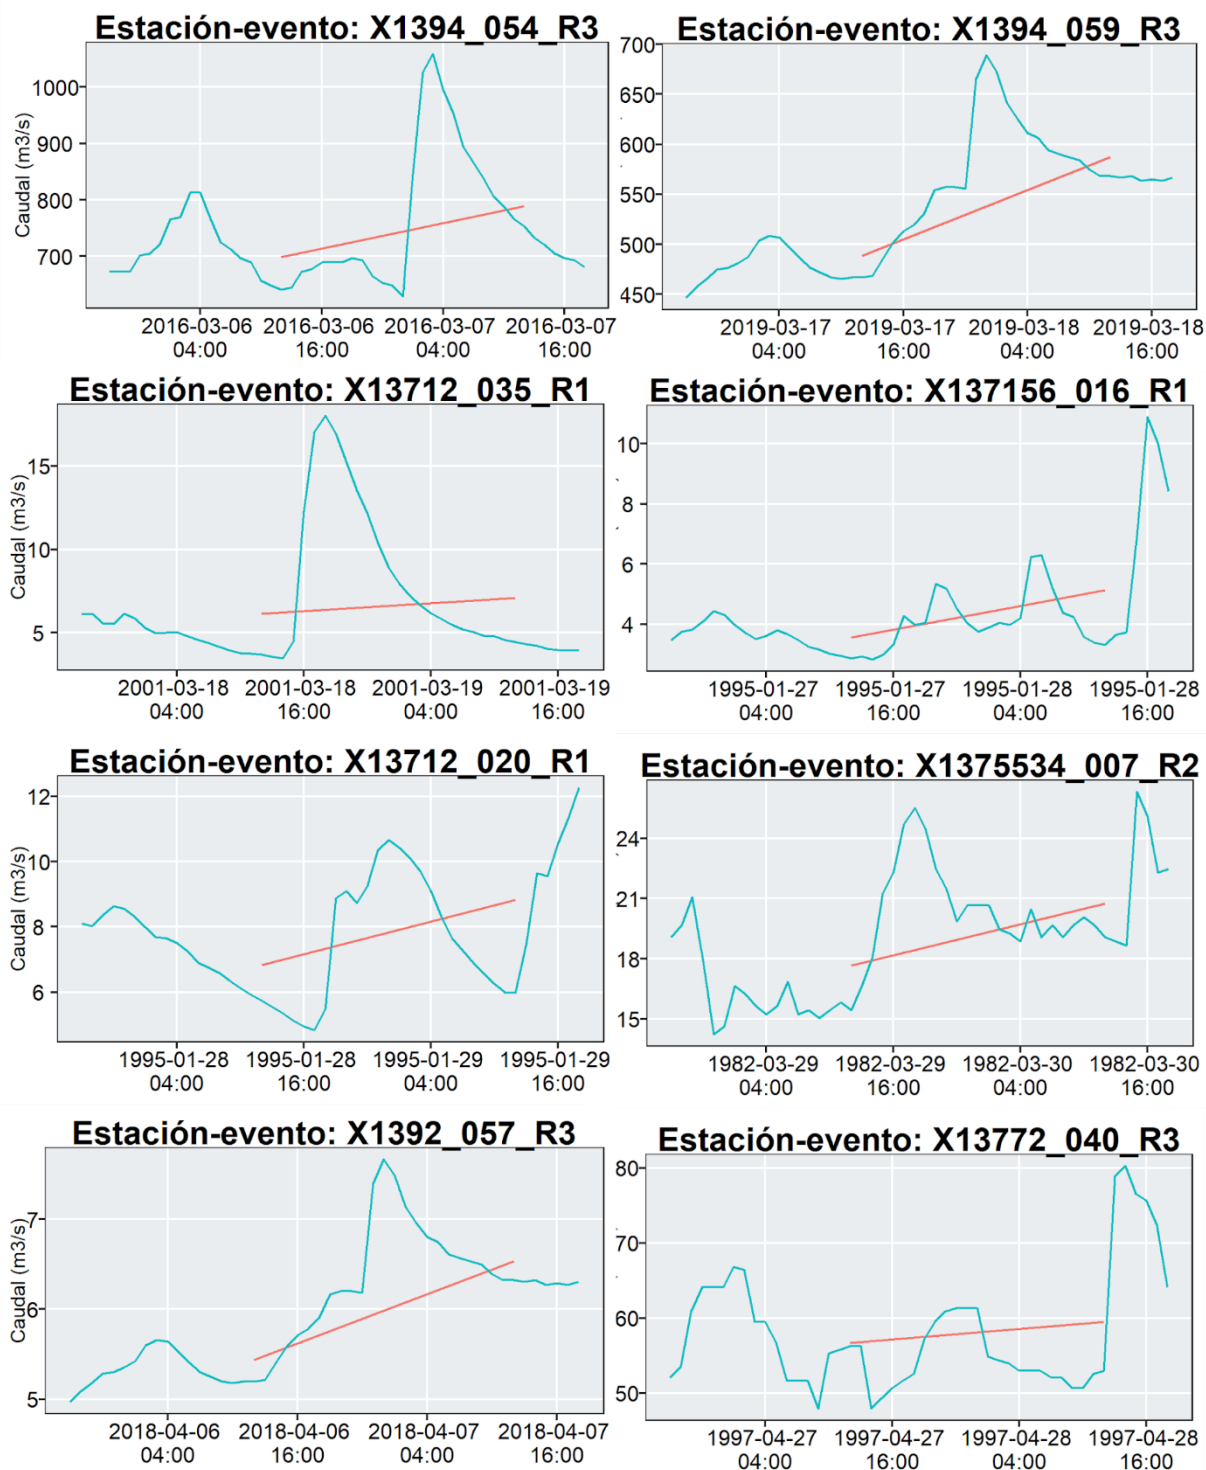 Estación-evento: X1394_054_R3
Caudal (m3/s)
1000
900
800
700
2016-03-06 2016-03-06 2016-03-07 2016-03-07
04:00 16:00 04:00 16:00
Estación-evento: X1394_059_R3
700
650
600
550
500
450
2019-03-17 2019-03-17 2019-03-18 2019-03-18
04:00 16:00 04:00 16:00
Estación-evento: X13712_035_R1
Caudal (m3/s)
15
10
5
2001-03-18 2001-03-18 2001-03-19 2001-03-19
04:00 16:00 04:00 16:00
Estación-evento: X137156_016_R1
10
8
6
4
1995-01-27 1995-01-27 1995-01-28 1995-01-28
04:00 16:00 04:00 16:00
Estación-evento: X13712_020_R1
Caudal (m3/s)
12
10
8
6
1995-01-28 1995-01-28 1995-01-29 1995-01-29
04:00 16:00 04:00 16:00
Estación-evento: X1375534_007_R2
24
21
18
15
1982-03-29 1982-03-29 1982-03-30 1982-03-30
04:00 16:00 04:00 16:00
Estación-evento: X1392_057_R3
Caudal (m3/s)
7
6
5
2018-04-06 2018-04-06 2018-04-07 2018-04-07
04:00 16:00 04:00 16:00
Estación-evento: X13772_040_R3
80
70
60
50
1997-04-27 1997-04-27 1997-04-28 1997-04-28
04:00 16:00 04:00 16:00